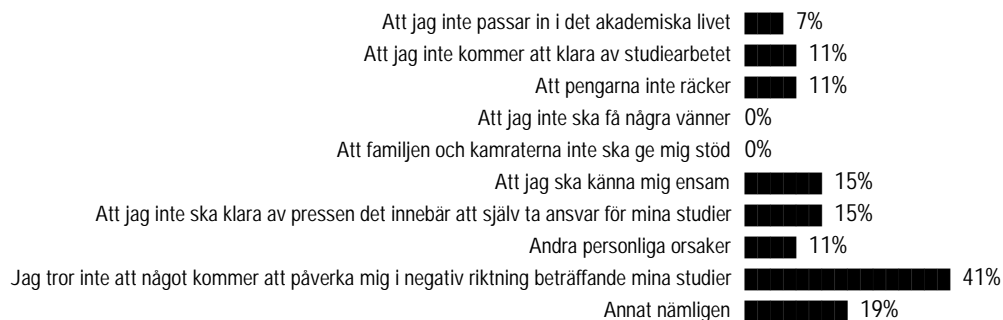 Att jag inte passar in i det akademiska livet 7%
Att jag inte kommer att klara av studiearbetet 11%
Att pengarna inte räcker 11%
Att jag inte ska få några vänner 0%
Att familjen och kamraterna inte ska ge mig stöd 0%
Att jag ska känna mig ensam 15%
Att jag inte ska klara av pressen det innebär att själv ta ansvar för mina studier 15%
Andra personliga orsaker 11%
Jag tror inte att något kommer att påverka mig i negativ riktning beträffande mina studier 41%
Annat nämligen 19%